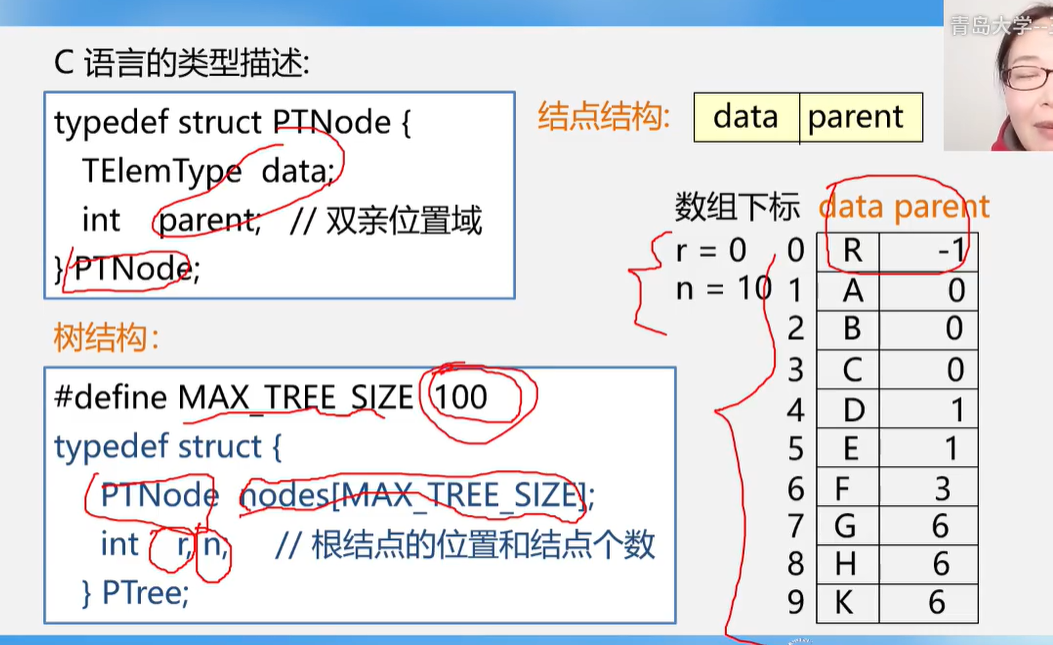 青岛大学
C 语言的类型描述:
typedef struct PTNode {
TElemType data;
int parent; // 双亲位置域
} PTNode;
结点结构:
data parent
树结构:
#define MAX_TREE_SIZE 100
typedef struct {
PTNode nodes[MAX_TREE_SIZE];
int r, n; // 根结点的位置和结点个数
} PTree;
数组下标 data parent
r = 0 0 R -1
n = 10 1 A 0
2 B 0
3 C 0
4 D 1
5 E 1
6 F 3
7 G 6
8 H 6
9 K 6